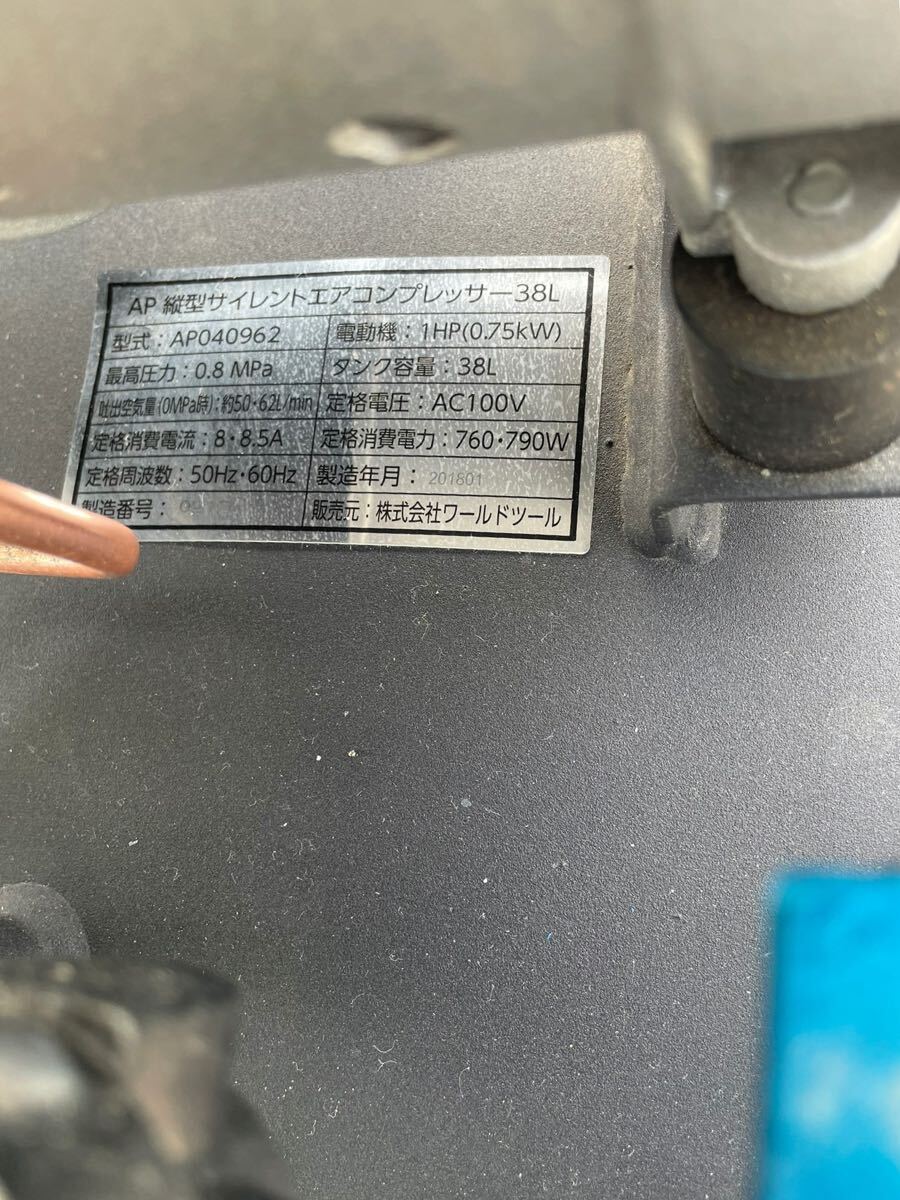 AP 縦型サイレントエアコンプレッサー38L
型式：AP040962 電動機：1HP(0.75kW)
最高圧力：0.8 MPa タンク容量：38L
吐出空気量(0MPa時)：約50・62L/min 定格電圧：AC100V
定格消費電流：8・8.5A 定格消費電力：760・790W
定格周波数：50Hz・60Hz 製造年月：201801
製造番号： 販売元：株式会社ワールドツール